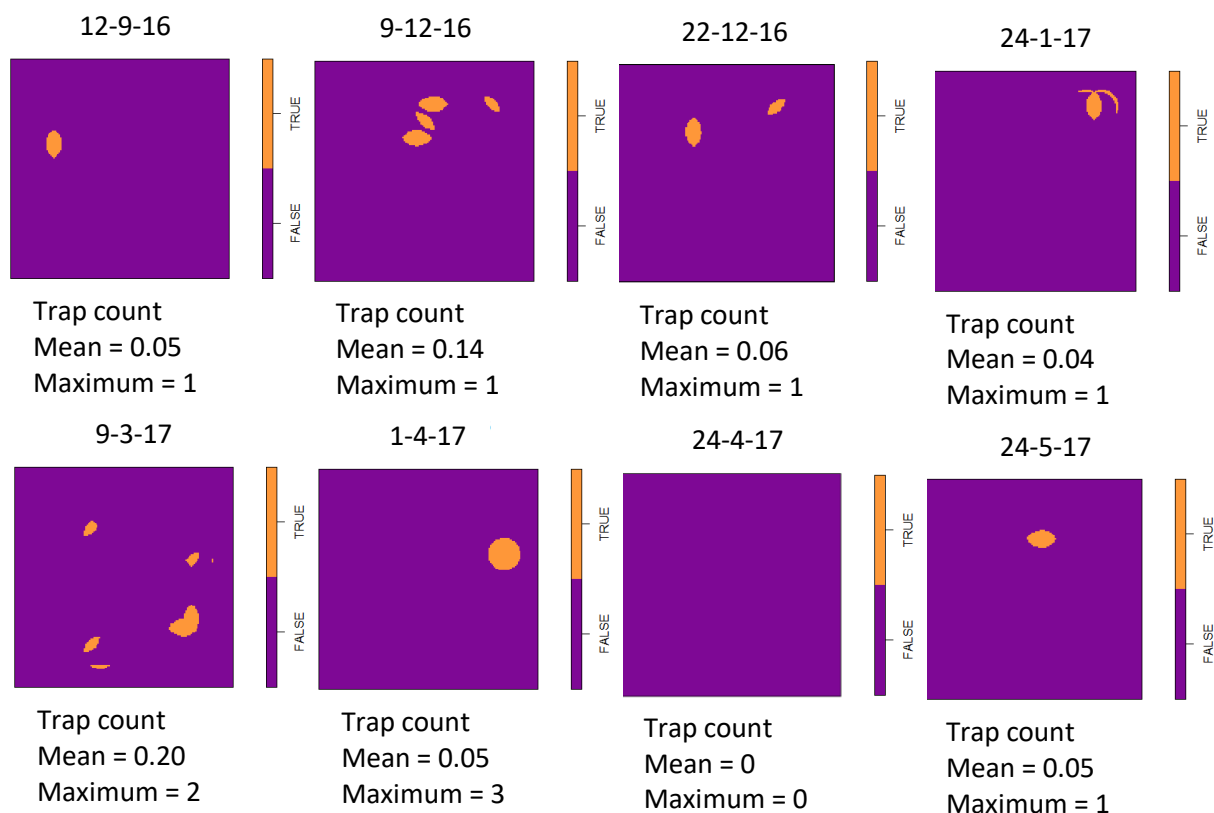 12-9-16
9-12-16
22-12-16
24-1-17
TRUE
FALSE
TRUE
FALSE
TRUE
FALSE
TRUE
FALSE
Trap count
Mean = 0.05
Maximum = 1
Trap count
Mean = 0.14
Maximum = 1
Trap count
Mean = 0.06
Maximum = 1
Trap count
Mean = 0.04
Maximum = 1
9-3-17
1-4-17
24-4-17
24-5-17
TRUE
FALSE
TRUE
FALSE
TRUE
FALSE
TRUE
FALSE
Trap count
Mean = 0.20
Maximum = 2
Trap count
Mean = 0.05
Maximum = 3
Trap count
Mean = 0
Maximum = 0
Trap count
Mean = 0.05
Maximum = 1